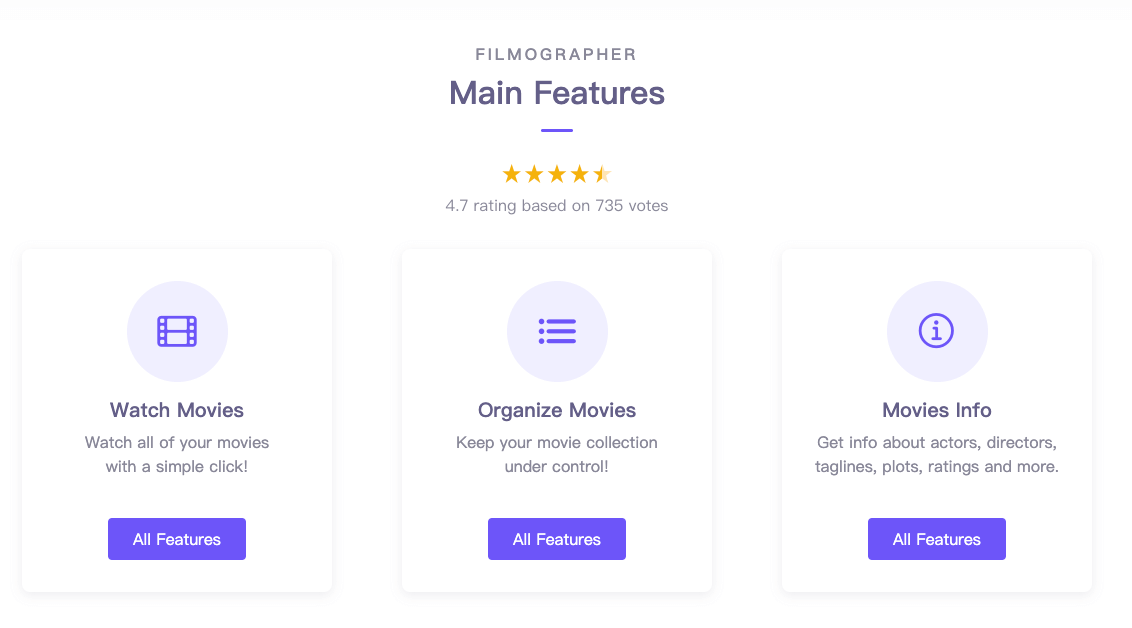 FILMOGRAPHER
Main Features
4.7 rating based on 735 votes
Watch Movies
Watch all of your movies
with a simple click!
All Features
Organize Movies
Keep your movie collection
under control!
All Features
Movies Info
Get info about actors, directors,
taglines, plots, ratings and more.
All Features